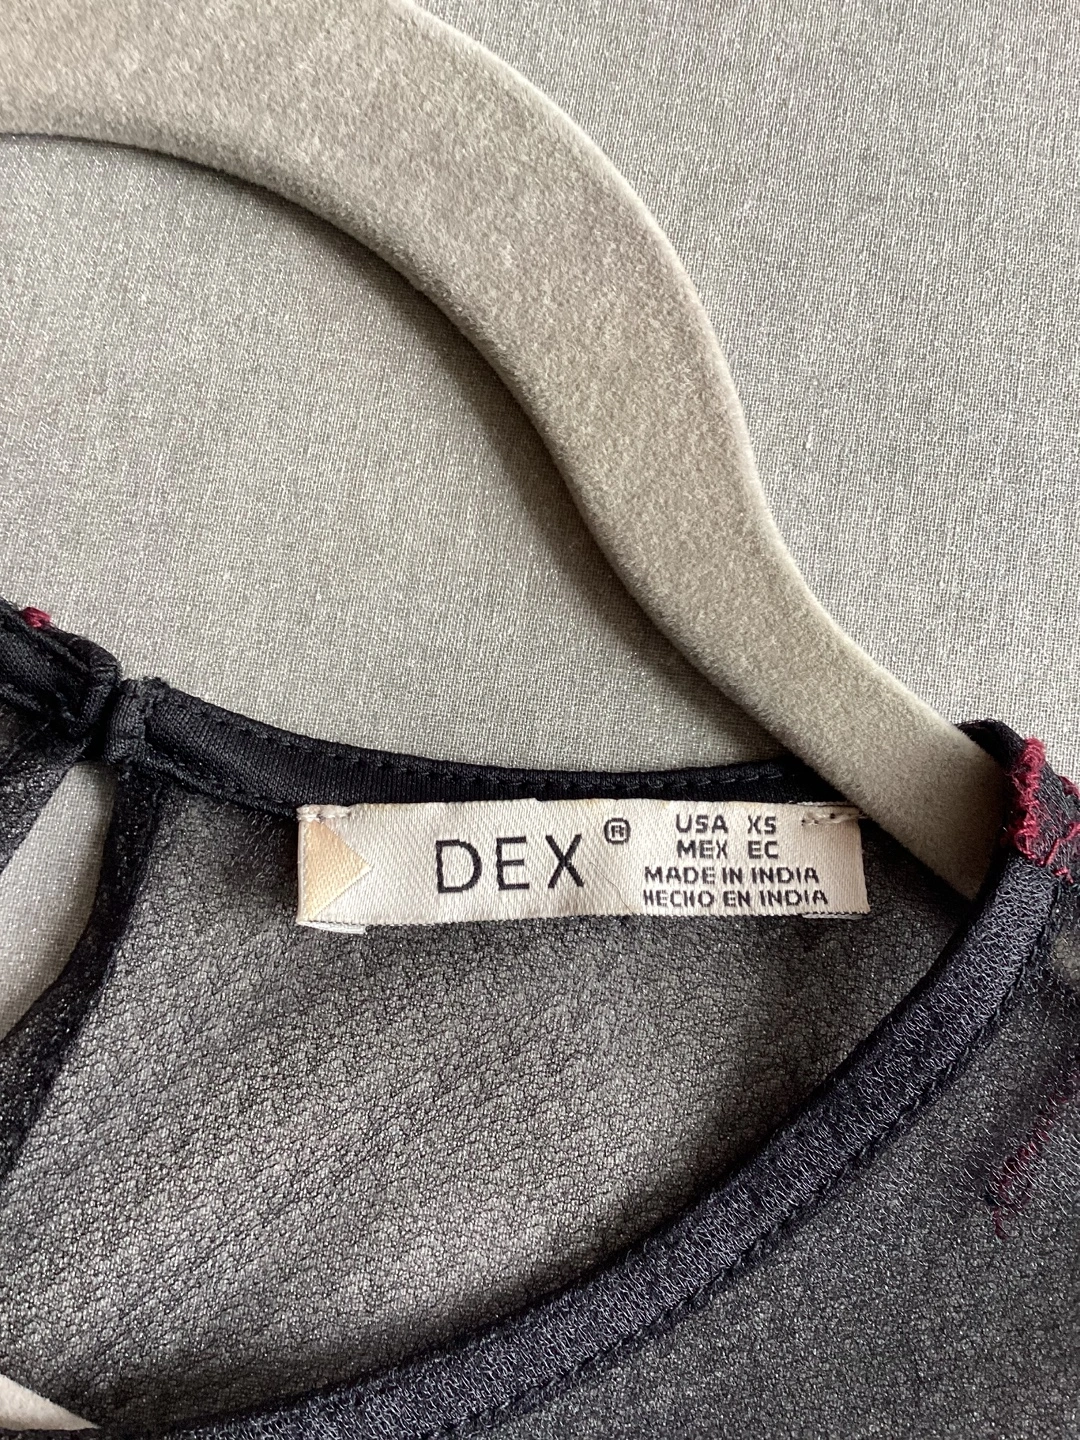 DEX®
USA XS
MEX EC
MADE IN INDIA
HECHO EN INDIA